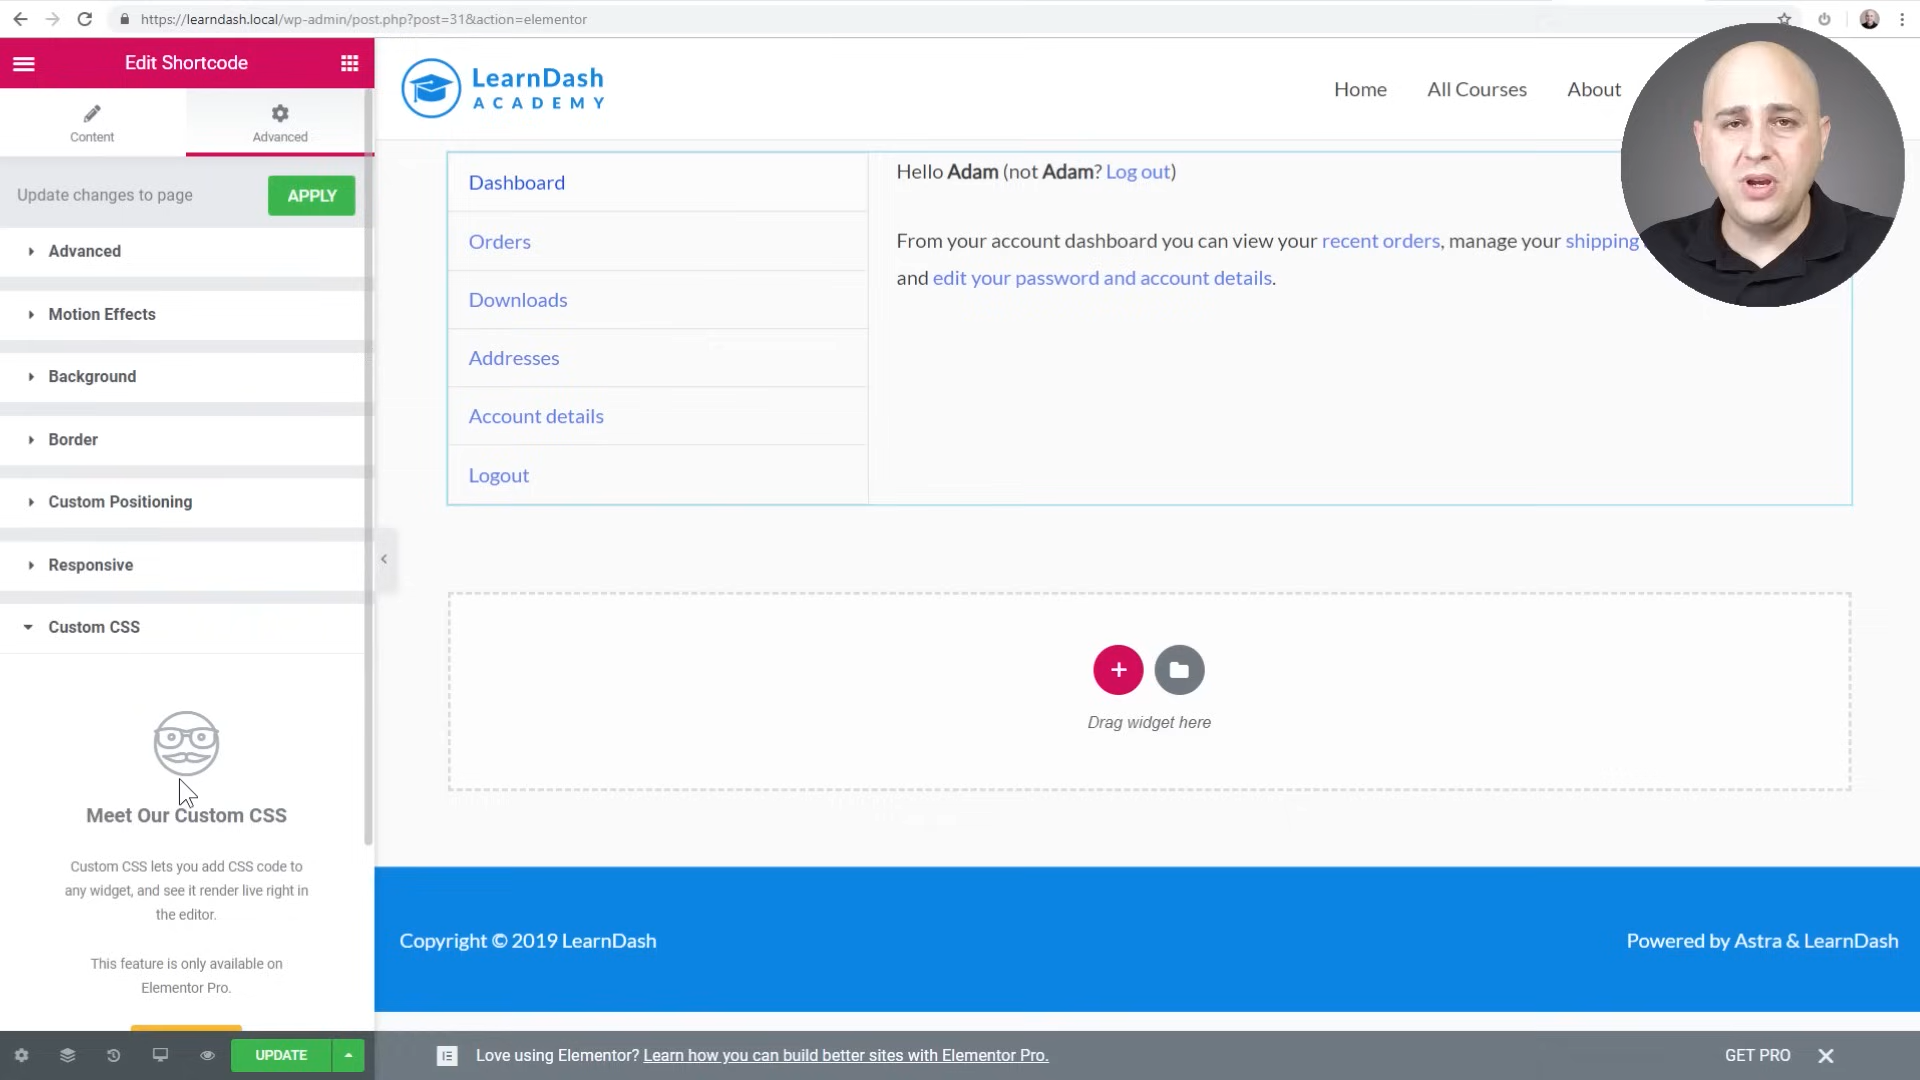 https://learndash.local/wp-admin/post.php?post=31&action=elementor
Edit Shortcode
Content
Advanced
Update changes to page
APPLY
Advanced
Motion Effects
Background
Border
Custom Positioning
Responsive
Custom CSS
Meet Our Custom CSS
Custom CSS lets you add CSS code to
any widget, and see it render live right in
the editor.
This feature is only available on
Elementor Pro.
UPDATE
LearnDash
ACADEMY
Home
All Courses
About
Dashboard
Orders
Downloads
Addresses
Account details
Logout
Hello Adam (not Adam? Log out)
From your account dashboard you can view your recent orders, manage your shipping
and edit your password and account details.
Drag widget here
Copyright © 2019 LearnDash
Powered by Astra & LearnDash
Love using Elementor? Learn how you can build better sites with Elementor Pro.
GET PRO